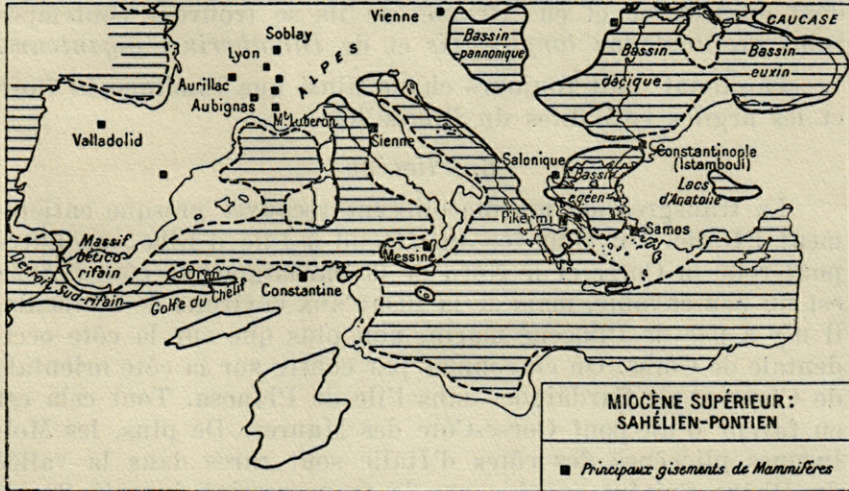 Vienne
Soblay
Lyon
ALPES
Aurillac
Aubignas
Mt Luberon
Valladolid
Sienne
Bassin
pannonique
Bassin
dacique
CAUCASE
Bassin
euxin
Salonique
Constantinople
(Istamboul)
Bassin
égéen
Lacs
d'Anatolie
Pikermi
Samos
Messine
Massif
bético
rifain
Détroit-Sud-rifain
Oran
Golfe du Chélif
Constantine
MIOCÈNE SUPÉRIEUR:
SAHÉLIEN-PONTIEN
■ Principaux gisements de Mammifères